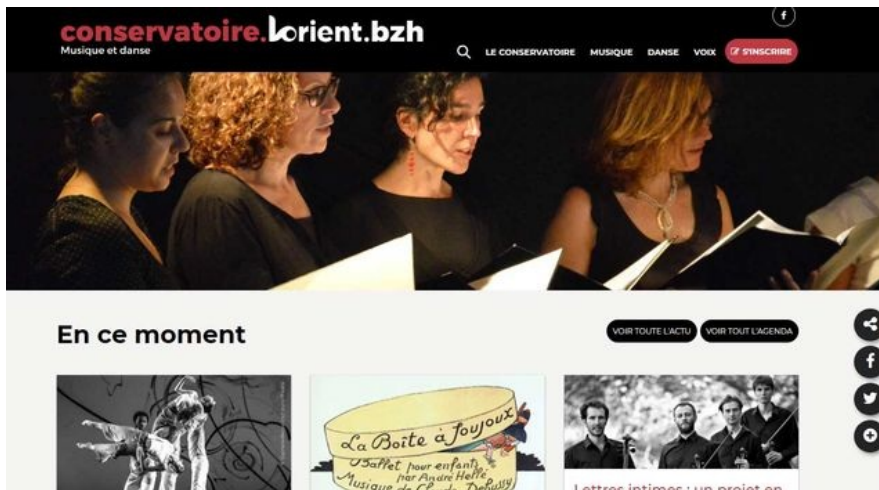 conservatoire.lorient.bzh
Musique et danse
LE CONSERVATOIRE MUSIQUE DANSE VOIX S'INSCRIRE
En ce moment
VOIR TOUTE L'ACTU VOIR TOUT L'AGENDA
La Boîte à Joujoux
Ballet pour enfants
par André Hellé
Musique de Claude Debussy
Lettres intimes : un projet en